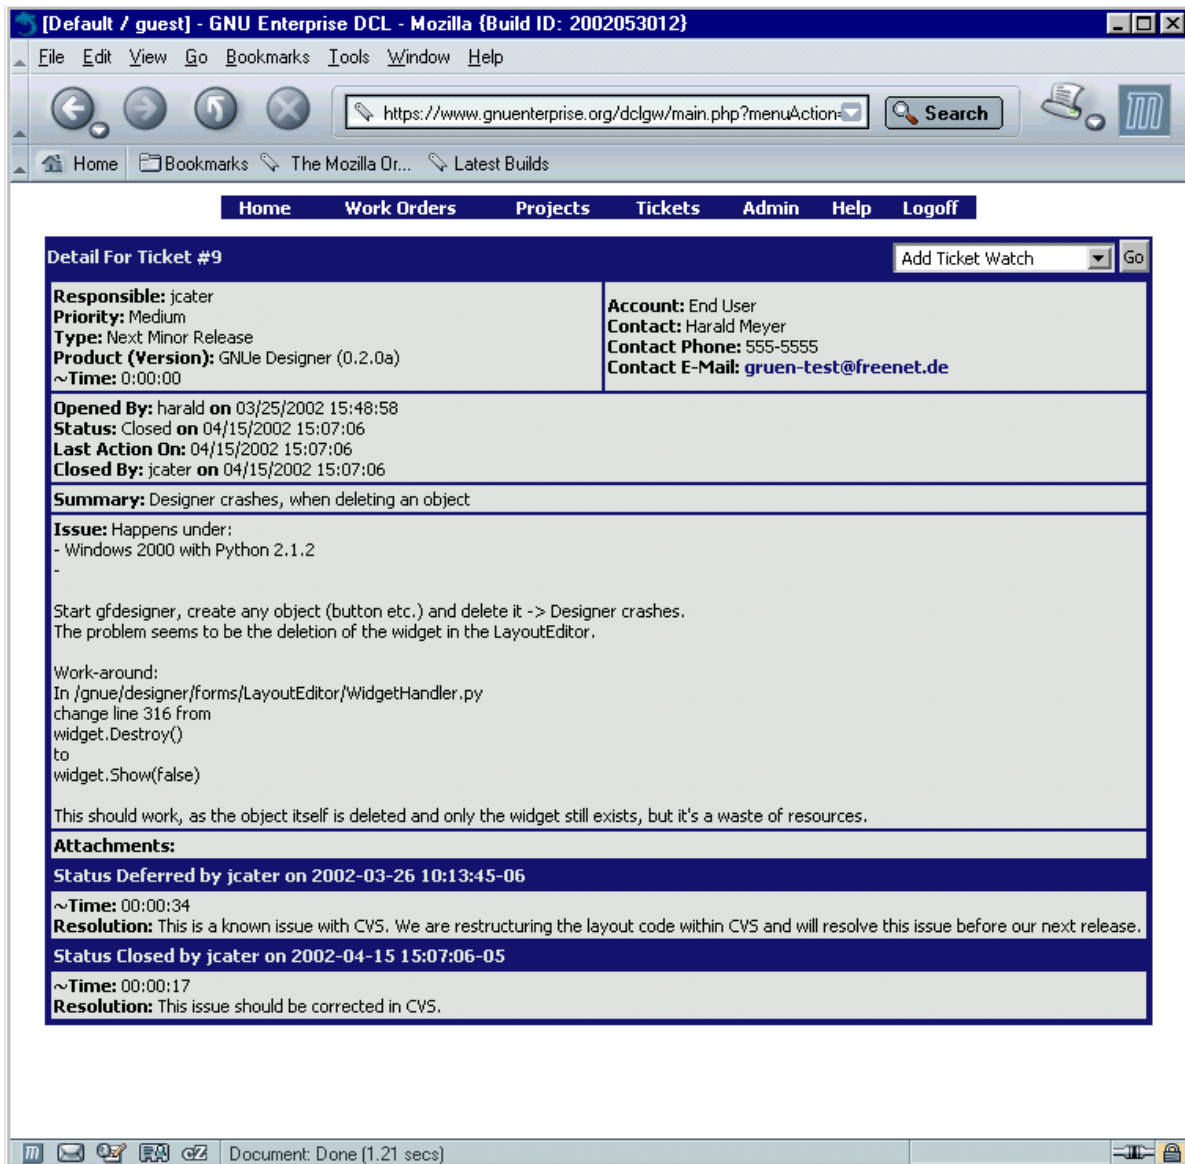 [Default / guest] - GNU Enterprise DCL - Mozilla {Build ID: 2002053012}
File Edit View Go Bookmarks Tools Window Help
https://www.gnuenterprise.org/dclgw/main.php?menuAction= Search
Home Bookmarks The Mozilla Or... Latest Builds
Home Work Orders Projects Tickets Admin Help Logoff
Detail For Ticket #9 Add Ticket Watch Go
Responsible: jcater
Priority: Medium
Type: Next Minor Release
Product (Version): GNUe Designer (0.2.0a)
~Time: 0:00:00
Account: End User
Contact: Harald Meyer
Contact Phone: 555-5555
Contact E-Mail: gruen-test@freenet.de
Opened By: harald on 03/25/2002 15:48:58
Status: Closed on 04/15/2002 15:07:06
Last Action On: 04/15/2002 15:07:06
Closed By: jcater on 04/15/2002 15:07:06
Summary: Designer crashes, when deleting an object
Issue: Happens under:
- Windows 2000 with Python 2.1.2
-
Start gfdesigner, create any object (button etc.) and delete it -> Designer crashes.
The problem seems to be the deletion of the widget in the LayoutEditor.
Work-around:
In /gnue/designer/forms/LayoutEditor/WidgetHandler.py
change line 316 from
widget.Destroy()
to
widget.Show(false)
This should work, as the object itself is deleted and only the widget still exists, but it's a waste of resources.
Attachments:
Status Deferred by jcater on 2002-03-26 10:13:45-06
~Time: 00:00:34
Resolution: This is a known issue with CVS. We are restructuring the layout code within CVS and will resolve this issue before our next release.
Status Closed by jcater on 2002-04-15 15:07:06-05
~Time: 00:00:17
Resolution: This issue should be corrected in CVS.
Document: Done (1.21 secs)